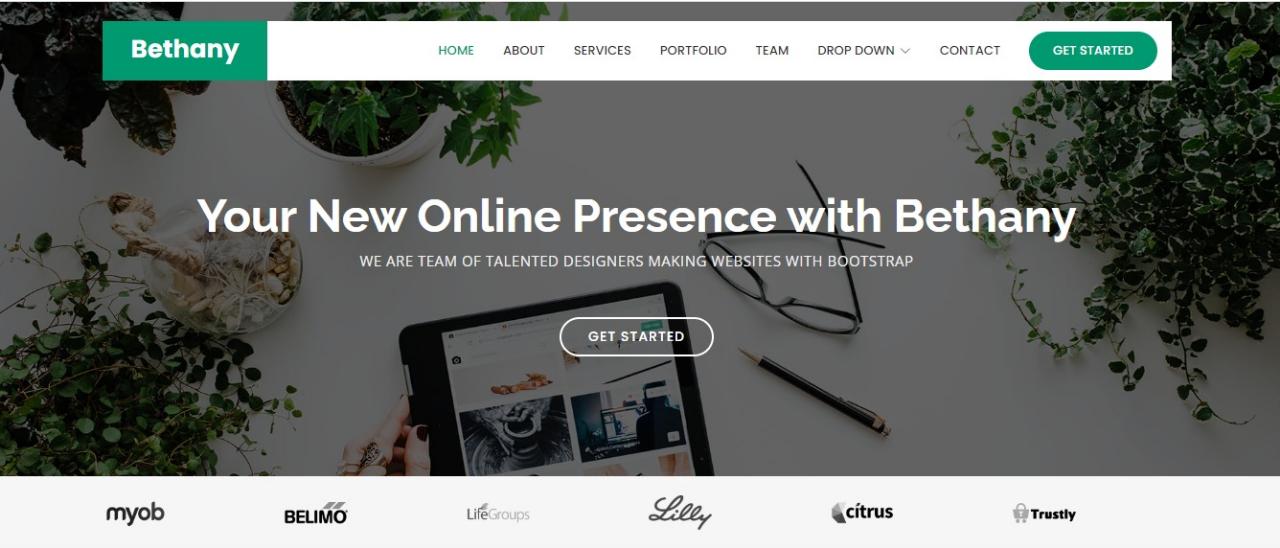 Bethany
HOME ABOUT SERVICES PORTFOLIO TEAM DROP DOWN CONTACT GET STARTED
Your New Online Presence with Bethany
WE ARE TEAM OF TALENTED DESIGNERS MAKING WEBSITES WITH BOOTSTRAP
GET STARTED
myob BELIMO LifeGroups Lilly citrus Trustly